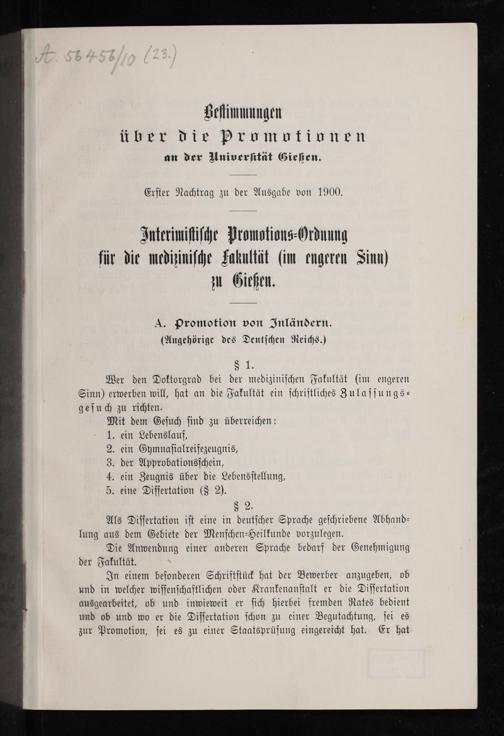 A. 56456/10 (23.)
Bestimmungen
über die Promotionen
an der Universität Gießen.
Erster Nachtrag zu der Ausgabe von 1900.
Interimistische Promotions-Ordnung
für die medizinische Fakultät (im engeren Sinn)
zu Gießen.
A. Promotion von Inländern.
(Angehörige des Deutschen Reichs.)
§ 1.
Wer den Doktorgrad bei der medizinischen Fakultät (im engeren
Sinn) erwerben will, hat an die Fakultät ein schriftliches Zulassungs-
gesuch zu richten.
Mit dem Gesuch sind zu überreichen:
1. ein Lebenslauf,
2. ein Gymnasialreifezeugnis,
3. der Approbationsschein,
4. ein Zeugnis über die Lebensstellung,
5. eine Dissertation (§ 2).
§ 2.
Als Dissertation ist eine in deutscher Sprache geschriebene Abhand-
lung aus dem Gebiete der Menschen-Heilkunde vorzulegen.
Die Anwendung einer anderen Sprache bedarf der Genehmigung
der Fakultät.
In einem besonderen Schriftstück hat der Bewerber anzugeben, ob
und in welcher wissenschaftlichen oder Krankenanstalt er die Dissertation
ausgearbeitet, ob und inwieweit er sich hierbei fremden Rates bedient
und ob und wo er die Dissertation schon zu einer Begutachtung, sei es
zur Promotion, sei es zu einer Staatsprüfung eingereicht hat. Er hat